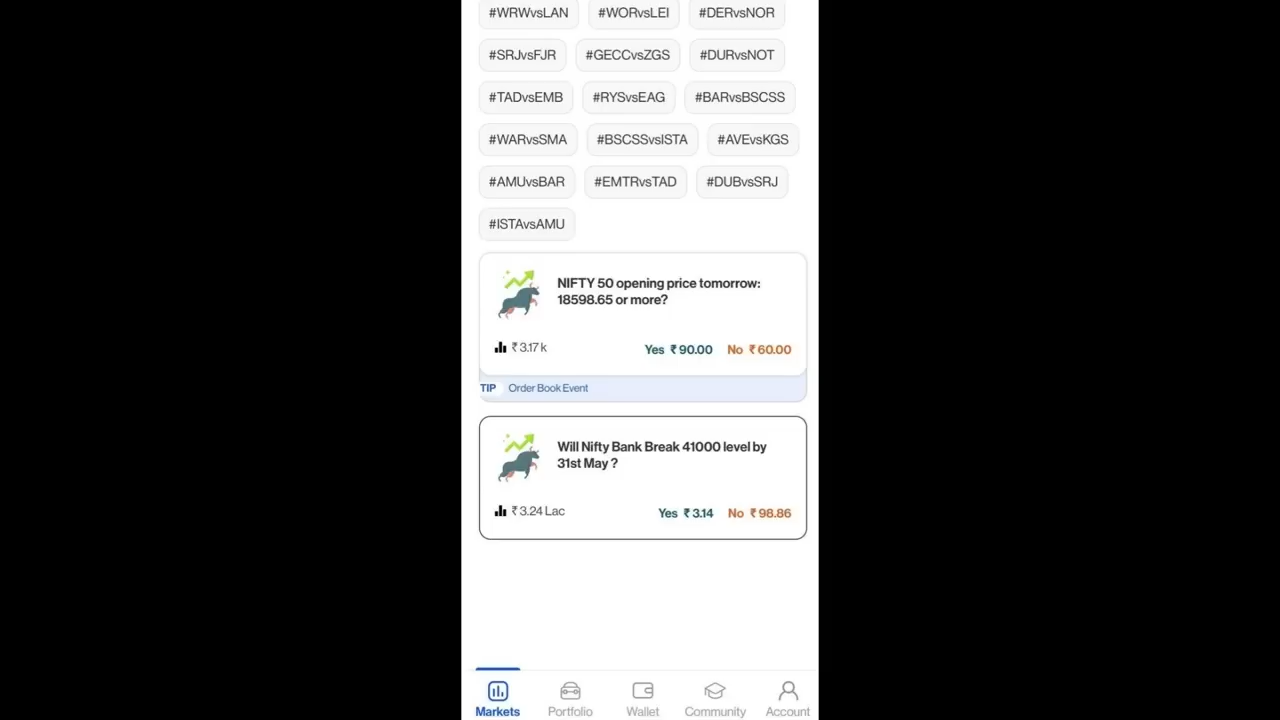 #WRWvsLAN #WORvsLEI #DERvsNOR
#SRJvsFJR #GECCvsZGS #DURvsNOT
#TADvsEMB #RYSvsEAG #BARvsBSCSS
#WARvsSMA #BSCSSvsISTA #AVEvsKGS
#AMUvsBAR #EMTRvsTAD #DUBvsSRJ
#ISTAvsAMU
NIFTY 50 opening price tomorrow:
18598.65 or more?
₹ 3.17 k Yes ₹ 90.00 No ₹ 60.00
TIP Order Book Event
Will Nifty Bank Break 41000 level by
31st May ?
₹ 3.24 Lac Yes ₹ 3.14 No ₹ 98.86
Markets Portfolio Wallet Community Account